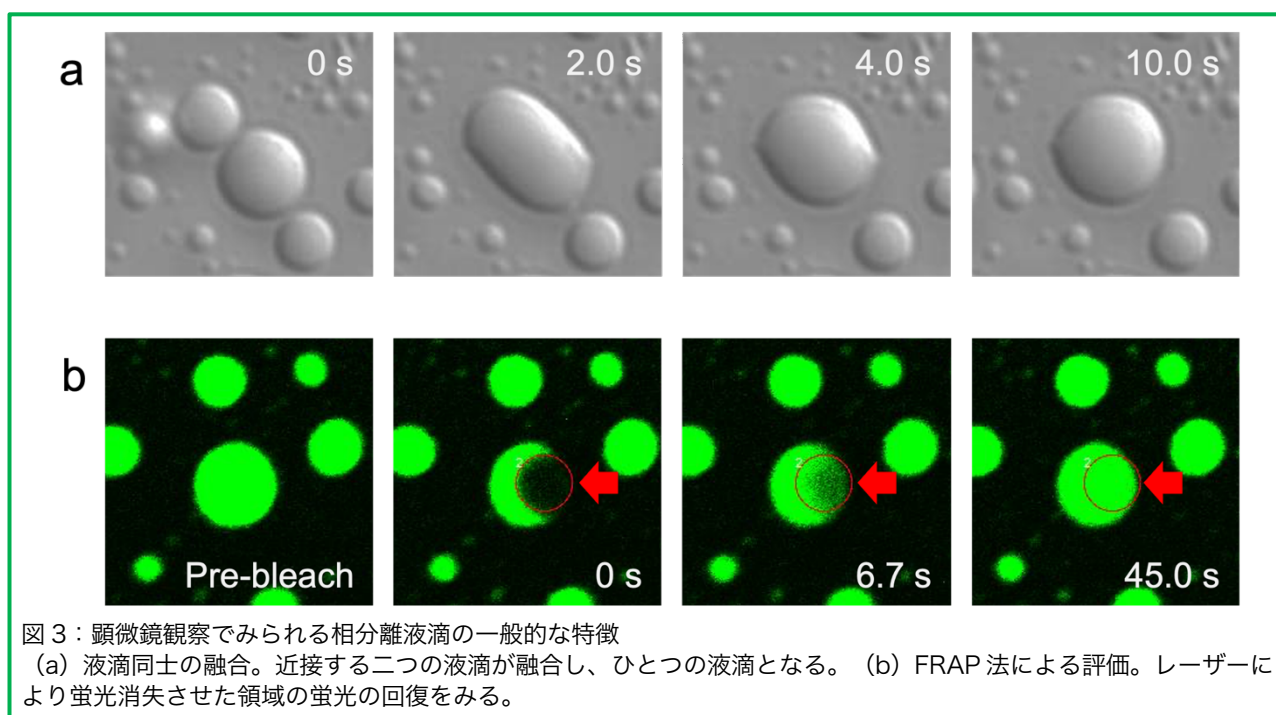 a
0 s
2.0 s
4.0 s
10.0 s
b
Pre-bleach
2
0 s
2
6.7 s
2
45.0 s
図 3：顕微鏡観察でみられる相分離液滴の一般的な特徴
（a）液滴同士の融合。近接する二つの液滴が融合し、ひとつの液滴となる。（b）FRAP 法による評価。レーザーに
より蛍光消失させた領域の蛍光の回復をみる。